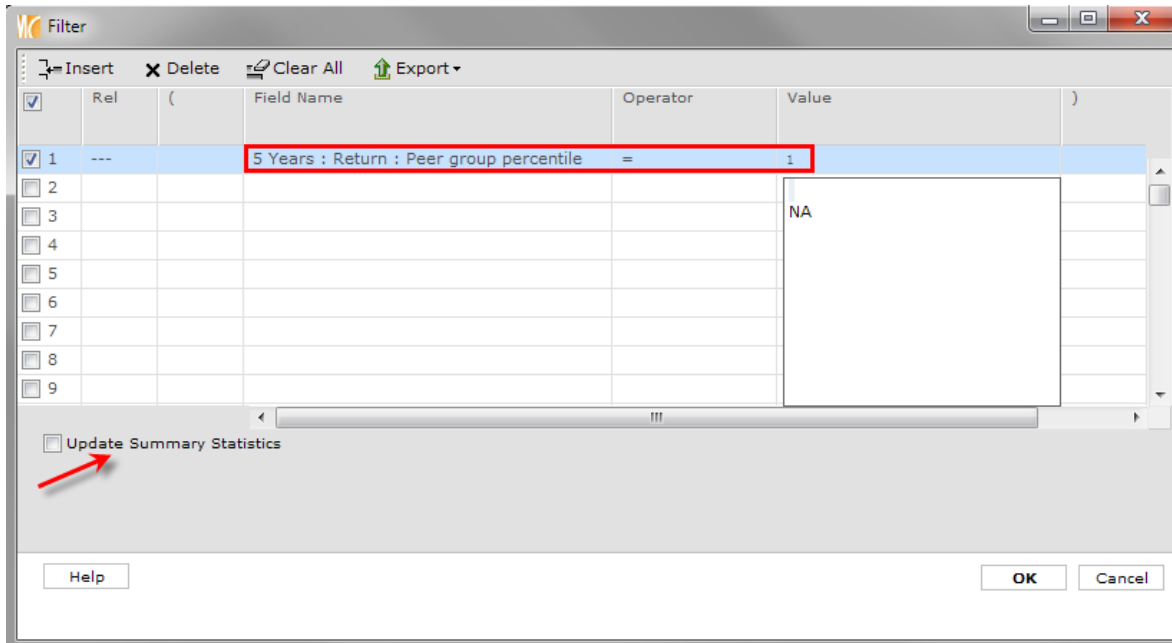 Filter
Insert Delete Clear All Export
Rel ( Field Name Operator Value )
1 --- 5 Years : Return : Peer group percentile = 1
2
3 NA
4
5
6
7
8
9
Update Summary Statistics
Help OK Cancel